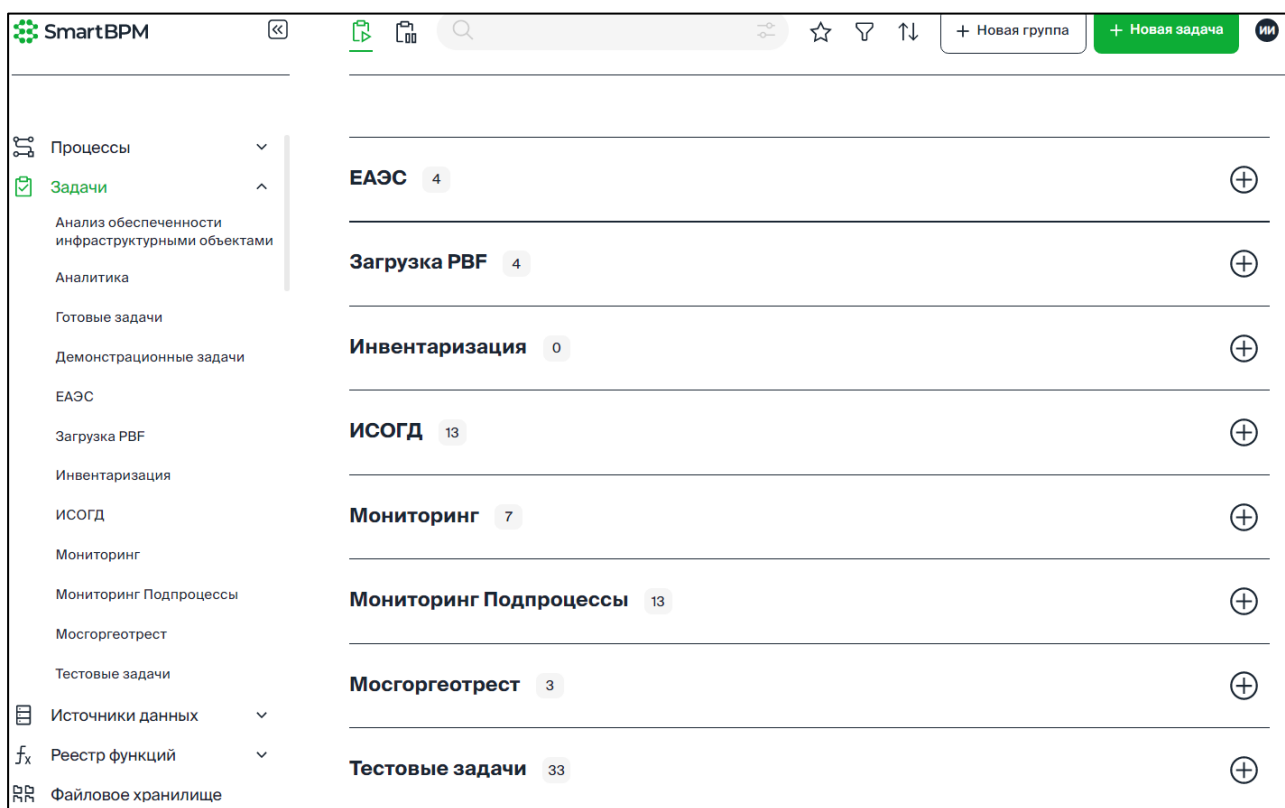 SmartBPM
+ Новая группа
+ Новая задача
ИИ
Процессы
Задачи
Анализ обеспеченности
инфраструктурными объектами
Аналитика
Готовые задачи
Демонстрационные задачи
ЕАЭС
Загрузка PBF
Инвентаризация
ИСОГД
Мониторинг
Мониторинг Подпроцессы
Мосгоргеотрест
Тестовые задачи
Источники данных
fx Реестр функций
Файловое хранилище
ЕАЭС 4
Загрузка PBF 4
Инвентаризация 0
ИСОГД 13
Мониторинг 7
Мониторинг Подпроцессы 13
Мосгоргеотрест 3
Тестовые задачи 33